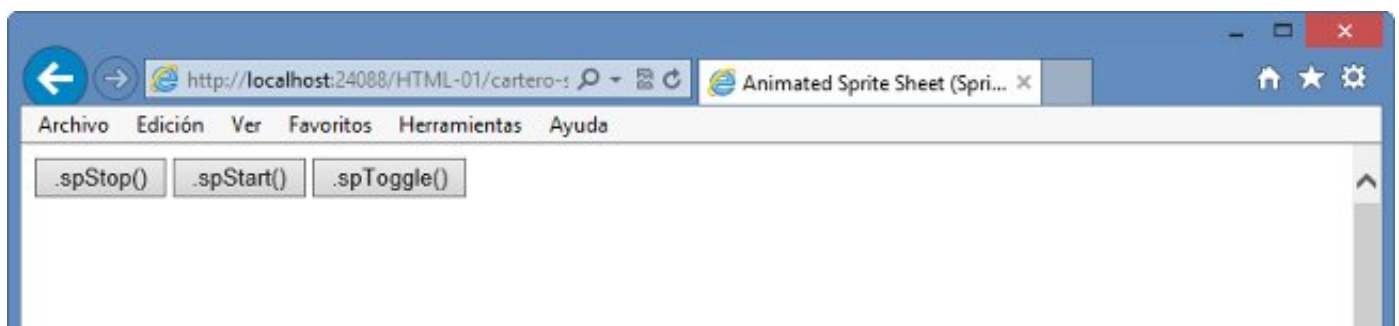 http://localhost:24088/HTML-01/cartero-s
Animated Sprite Sheet (Spri...
Archivo Edición Ver Favoritos Herramientas Ayuda
.spStop() .spStart() .spToggle()